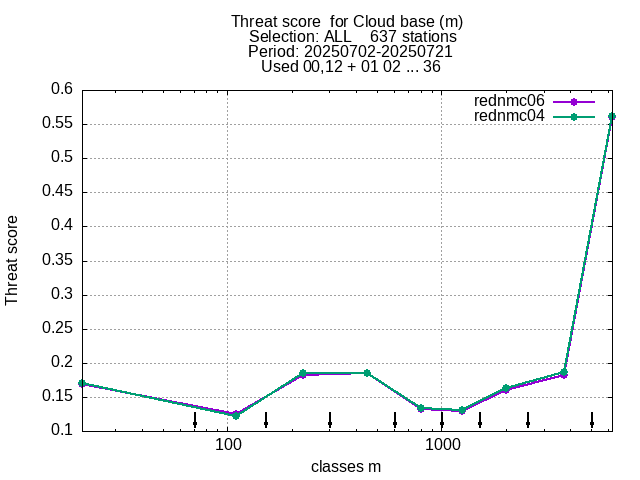 Threat score  for Cloud base (m)
Selection: ALL    637 stations
Period: 20250702-20250721
Used 00,12 + 01 02 ... 36
rednmc06
rednmc04
0.6
0.55
0.5
0.45
0.4
0.35
0.3
0.25
0.2
0.15
0.1
Threat score
100
1000
classes m